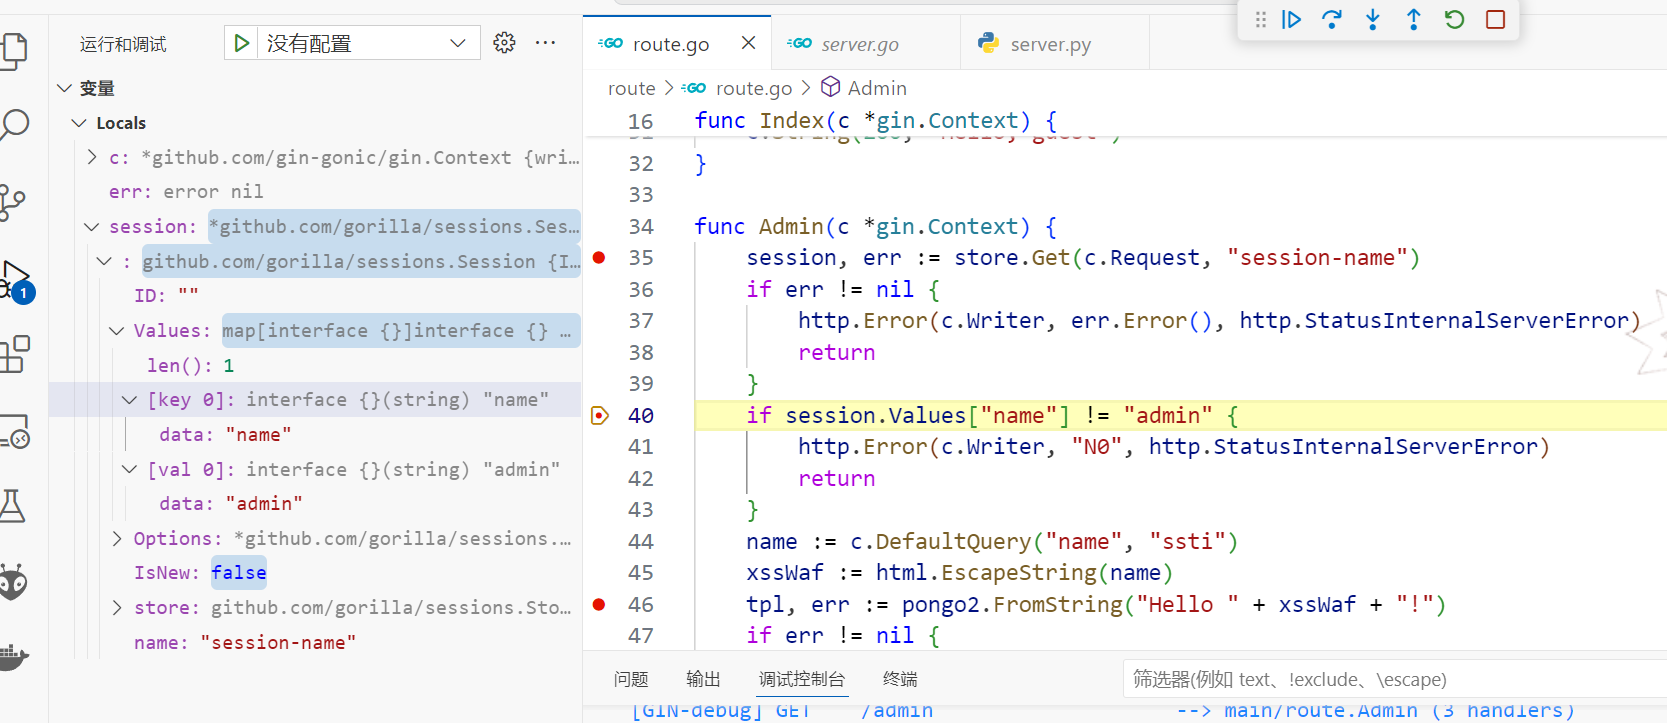 运行和调试
没有配置
变量
Locals
c: *github.com/gin-gonic/gin.Context {wri…
err: error nil
session: *github.com/gorilla/sessions.Ses…
: github.com/gorilla/sessions.Session {I…
ID: ""
Values: map[interface {}]interface {} …
len(): 1
[key 0]: interface {}(string) "name"
data: "name"
[val 0]: interface {}(string) "admin"
data: "admin"
Options: *github.com/gorilla/sessions.…
IsNew: false
store: github.com/gorilla/sessions.Sto…
name: "session-name"
1
GO route.go
GO server.go
server.py
route > GO route.go > Admin
16 func Index(c *gin.Context) {
32 }
33
34 func Admin(c *gin.Context) {
35 session, err := store.Get(c.Request, "session-name")
36 if err != nil {
37 http.Error(c.Writer, err.Error(), http.StatusInternalServerError)
38 return
39 }
40 if session.Values["name"] != "admin" {
41 http.Error(c.Writer, "N0", http.StatusInternalServerError)
42 return
43 }
44 name := c.DefaultQuery("name", "ssti")
45 xssWaf := html.EscapeString(name)
46 tpl, err := pongo2.FromString("Hello " + xssWaf + "!")
47 if err != nil {
问题 输出 调试控制台 终端
筛选器(例如 text、!exclude、\escape)
[GIN-debug] GET /admin --> main/route.Admin (3 handlers)